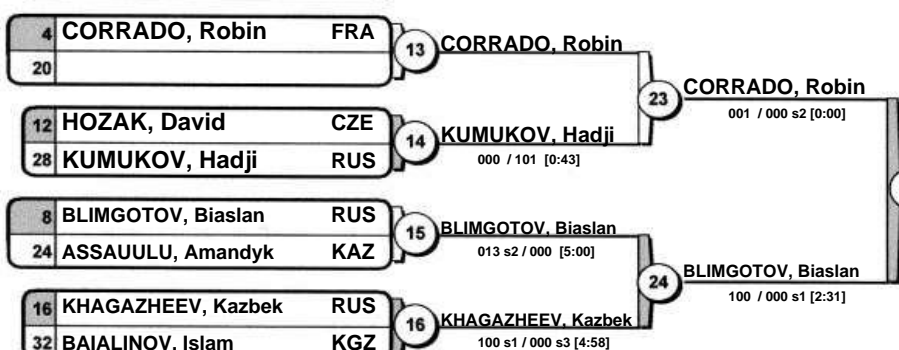 4 CORRADO, Robin FRA
20
13 CORRADO, Robin
12 HOZAK, David CZE
28 KUMUKOV, Hadji RUS
14 KUMUKOV, Hadji
000 / 101 [0:43]
23 CORRADO, Robin
001 / 000 s2 [0:00]
8 BLIMGOTOV, Biaslan RUS
24 ASSAUULU, Amandyk KAZ
15 BLIMGOTOV, Biaslan
013 s2 / 000 [5:00]
16 KHAGAZHEEV, Kazbek RUS
32 BAIALINOV, Islam KGZ
16 KHAGAZHEEV, Kazbek
100 s1 / 000 s3 [4:58]
24 BLIMGOTOV, Biaslan
100 / 000 s1 [2:31]